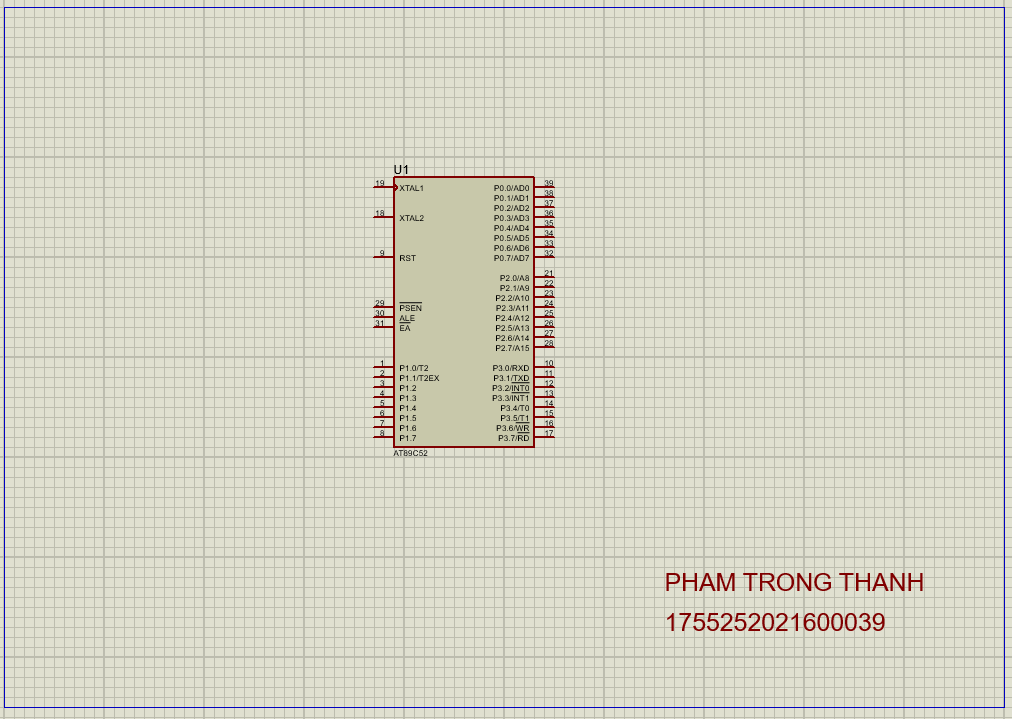 U1
19 XTAL1 P0.0/AD0 39
P0.1/AD1 38
P0.2/AD2 37
18 XTAL2 P0.3/AD3 36
P0.4/AD4 35
P0.5/AD5 34
P0.6/AD6 33
9 RST P0.7/AD7 32
P2.0/A8 21
P2.1/A9 22
P2.2/A10 23
29 PSEN P2.3/A11 24
30 ALE P2.4/A12 25
31 EA P2.5/A13 26
P2.6/A14 27
P2.7/A15 28
1 P1.0/T2 P3.0/RXD 10
2 P1.1/T2EX P3.1/TXD 11
3 P1.2 P3.2/INT0 12
4 P1.3 P3.3/INT1 13
5 P1.4 P3.4/T0 14
6 P1.5 P3.5/T1 15
7 P1.6 P3.6/WR 16
8 P1.7 P3.7/RD 17
AT89C52
PHAM TRONG THANH
1755252021600039